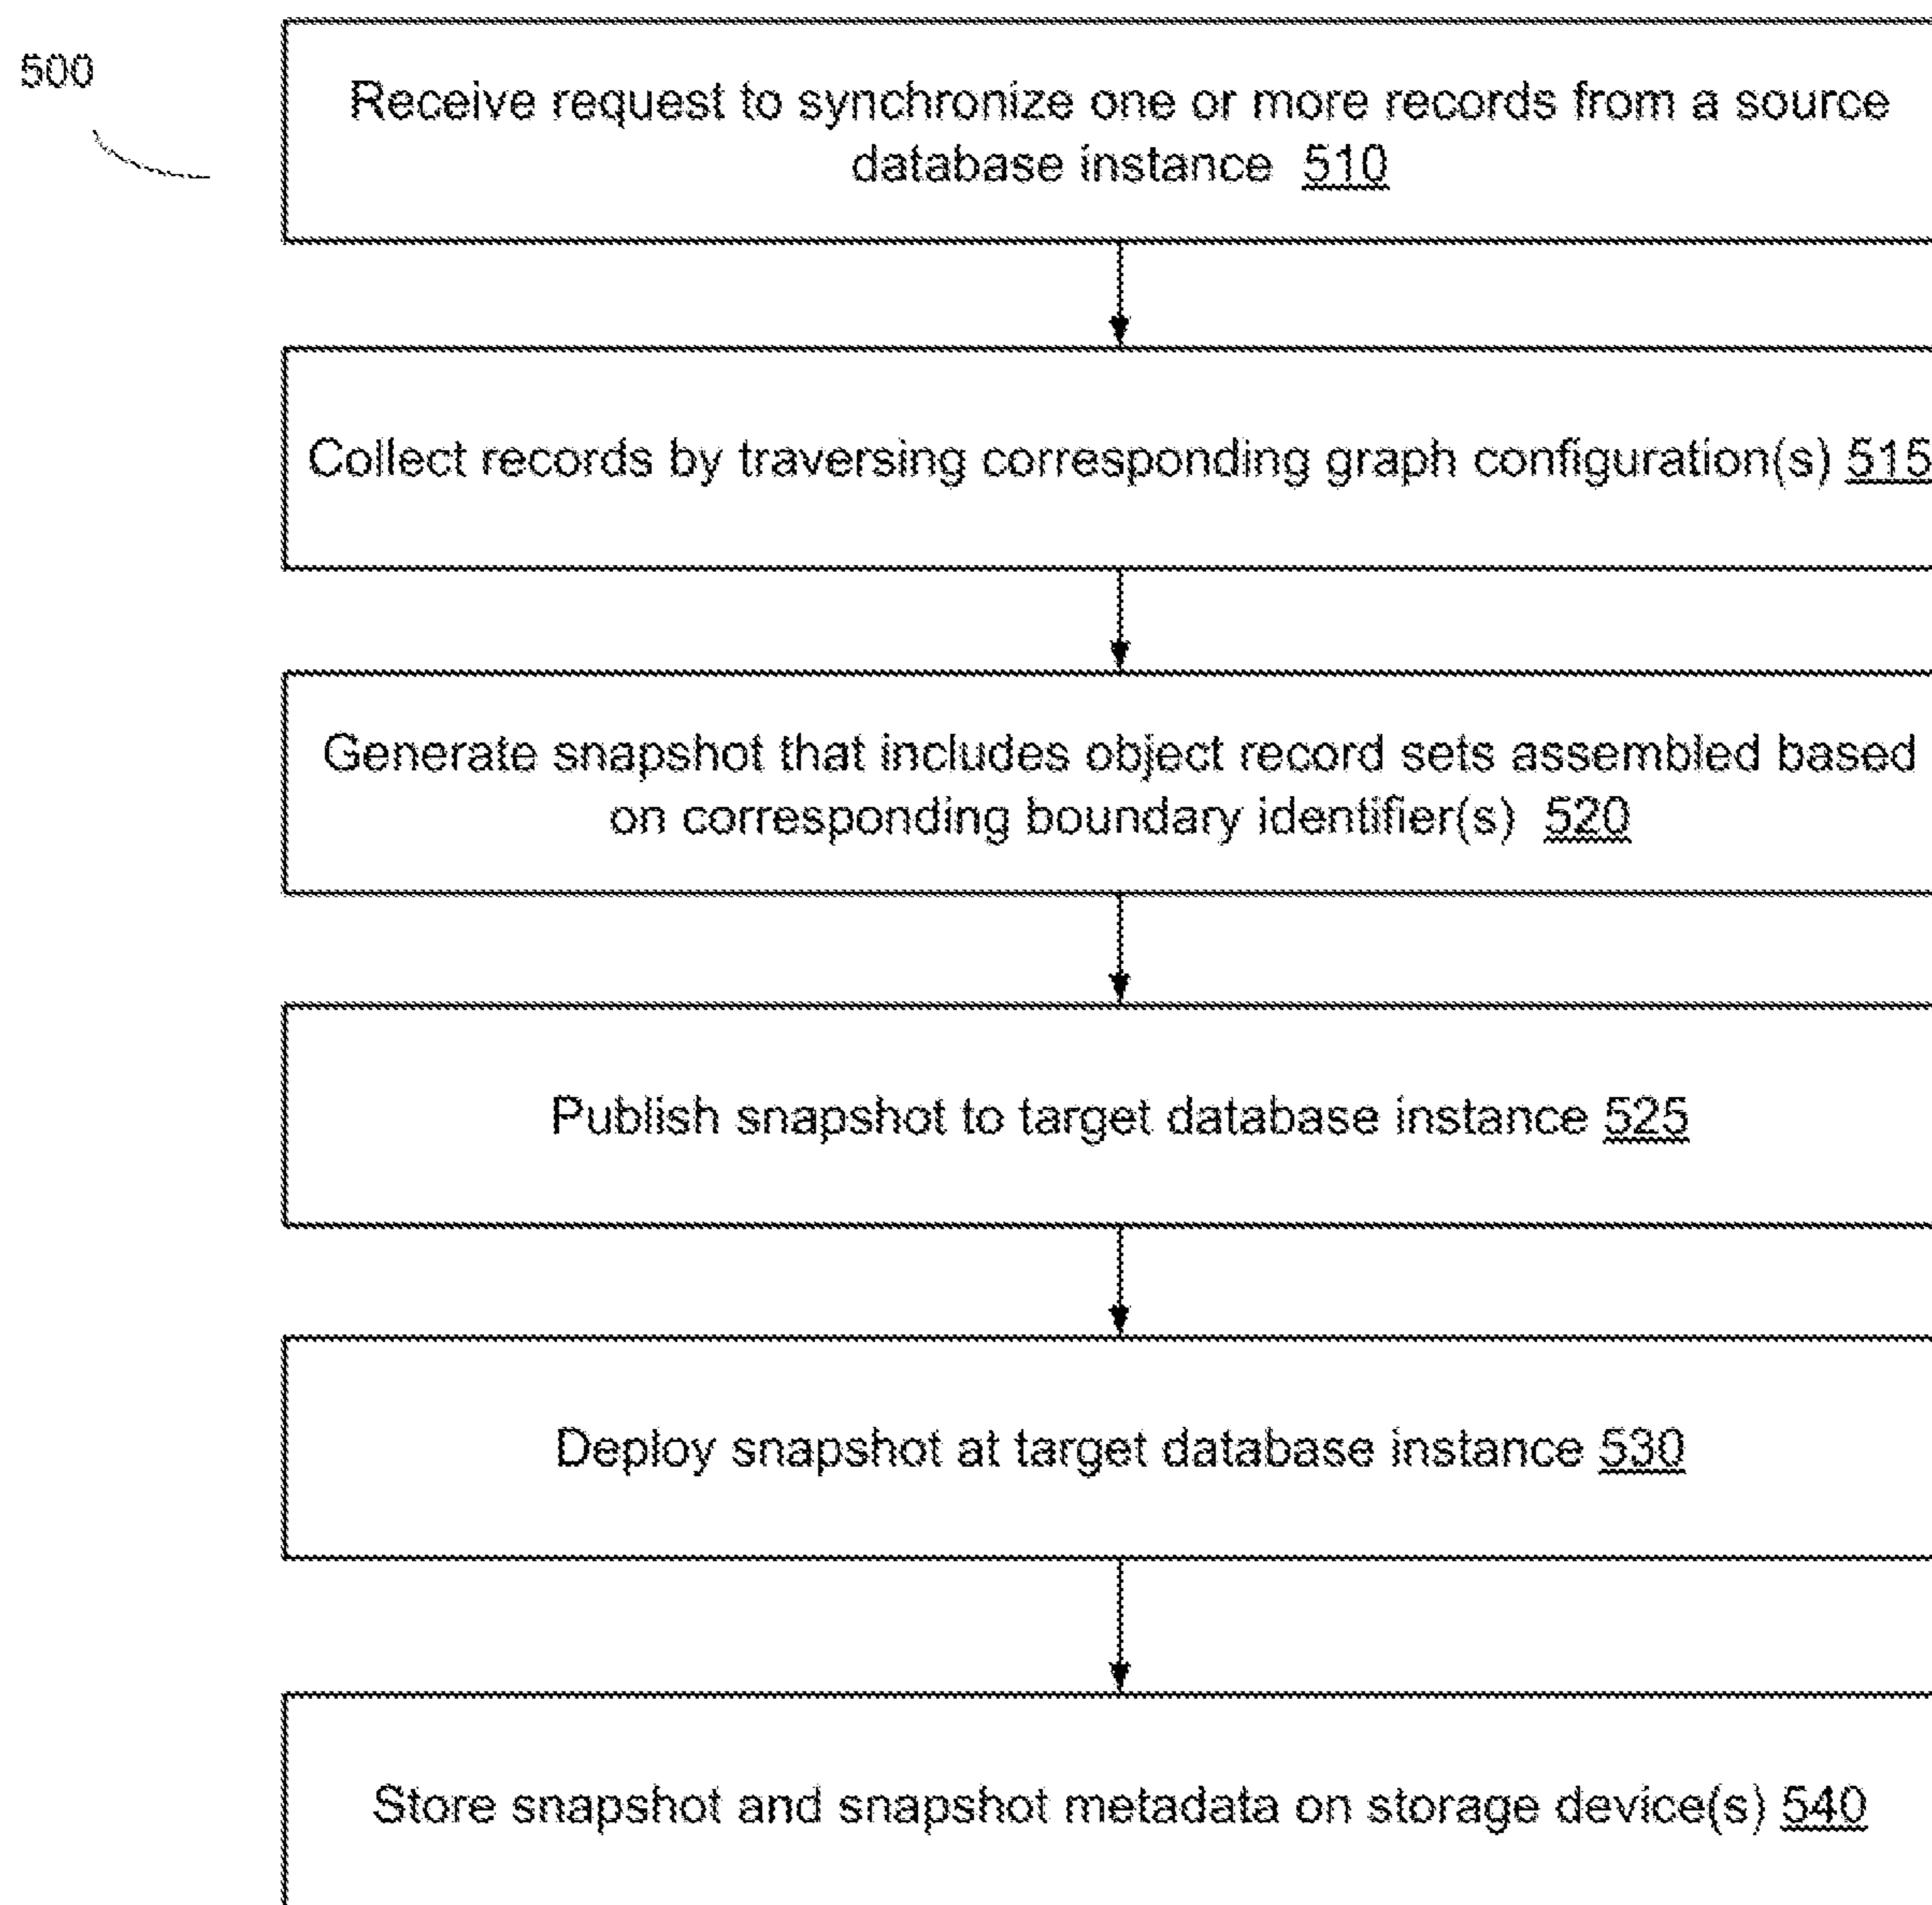 500
Receive request to synchronize one or more records from a source
database instance 510
Collect records by traversing corresponding graph configuration(s) 515
Generate snapshot that includes object record sets assembled based
on corresponding boundary identifier(s) 520
Publish snapshot to target database instance 525
Deploy snapshot at target database instance 530
Store snapshot and snapshot metadata on storage device(s) 540